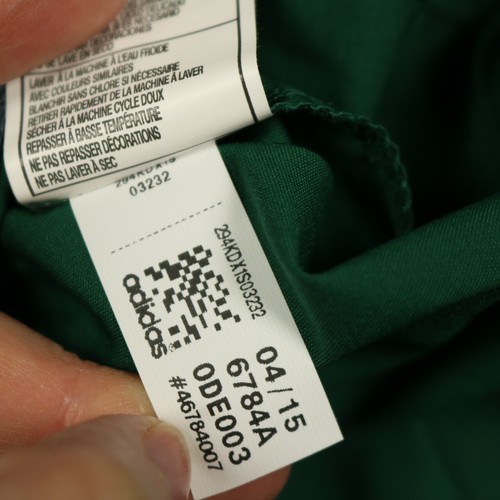 LAVER À LA MACHINE À L'EAU FROIDE
AVEC COULEURS SIMILAIRES
BLANCHIR SANS CHLOR SI NÉCESSAIRE
RETIRER RAPIDEMENT DE LA MACHINE À LAVER
SÉCHER À LA MACHINE CYCLE DOUX
REPASSER À BASSE TEMPÉRATURE
NE PAS REPASSER DÉCORATIONS
NE PAS LAVER À SEC
03232
294KDX1S03232
adidas
04/15
6784A
0DE003
#46784007